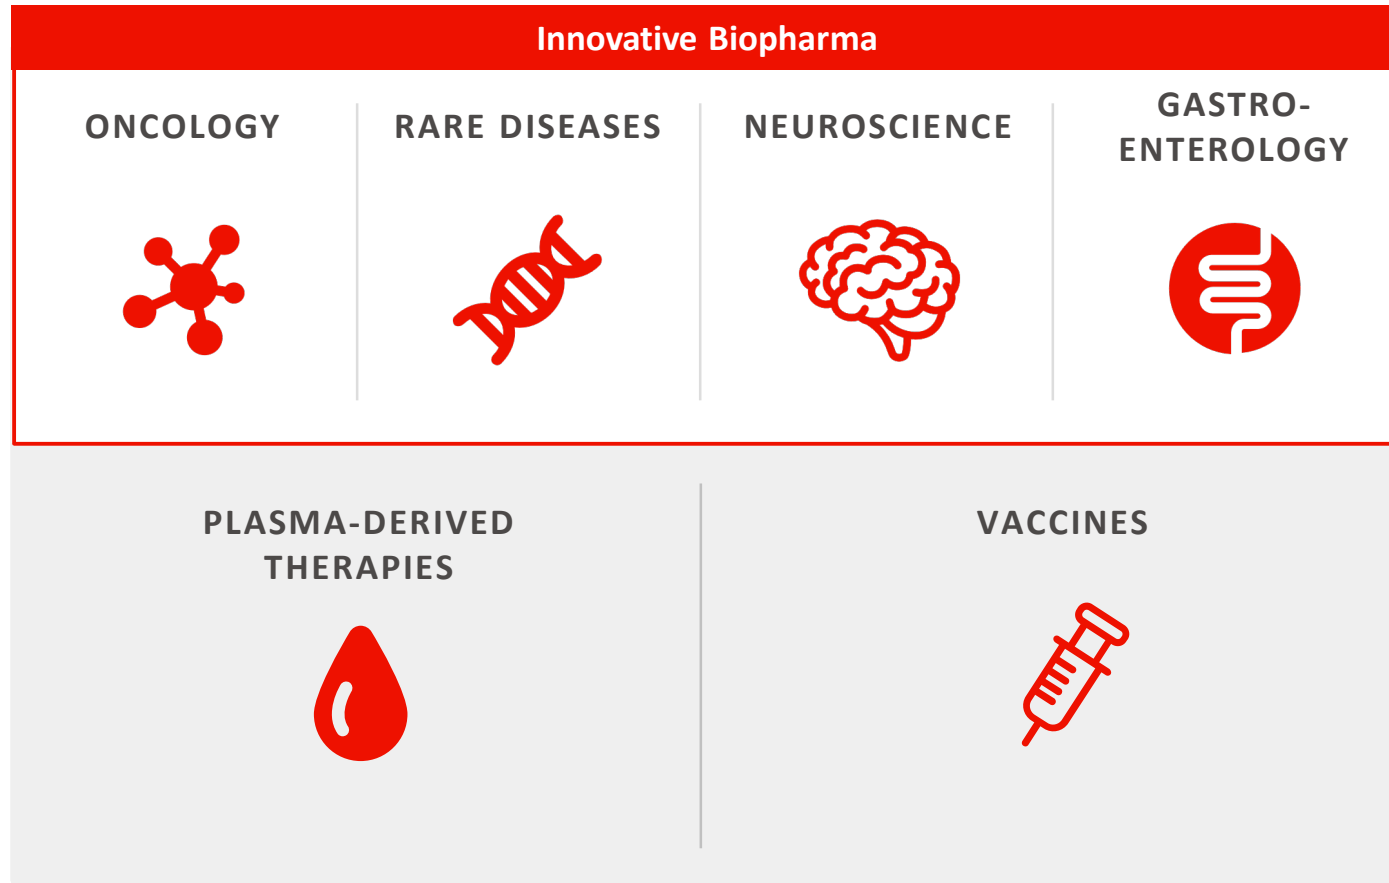 Innovative Biopharma
ONCOLOGY
RARE DISEASES
NEUROSCIENCE
GASTRO-
ENTEROLOGY
PLASMA-DERIVED
THERAPIES
VACCINES